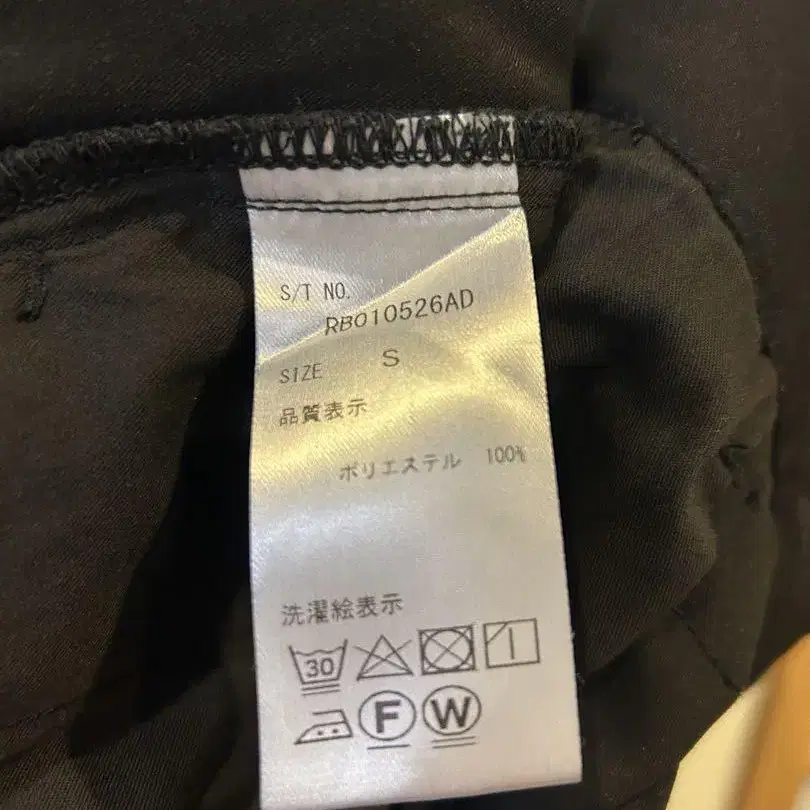 S/T NO.
RB010526AD
SIZE S
品質表示
ポリエステル 100%
洗濯絵表示
30
F W